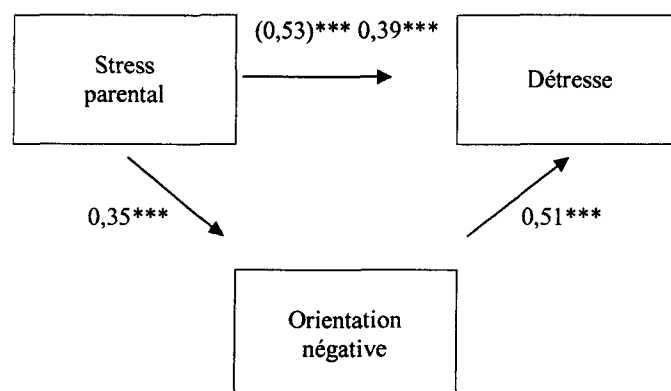 (0,53)*** 0,39***
Stress
parental
Détresse
0,35***
0,51***
Orientation
négative